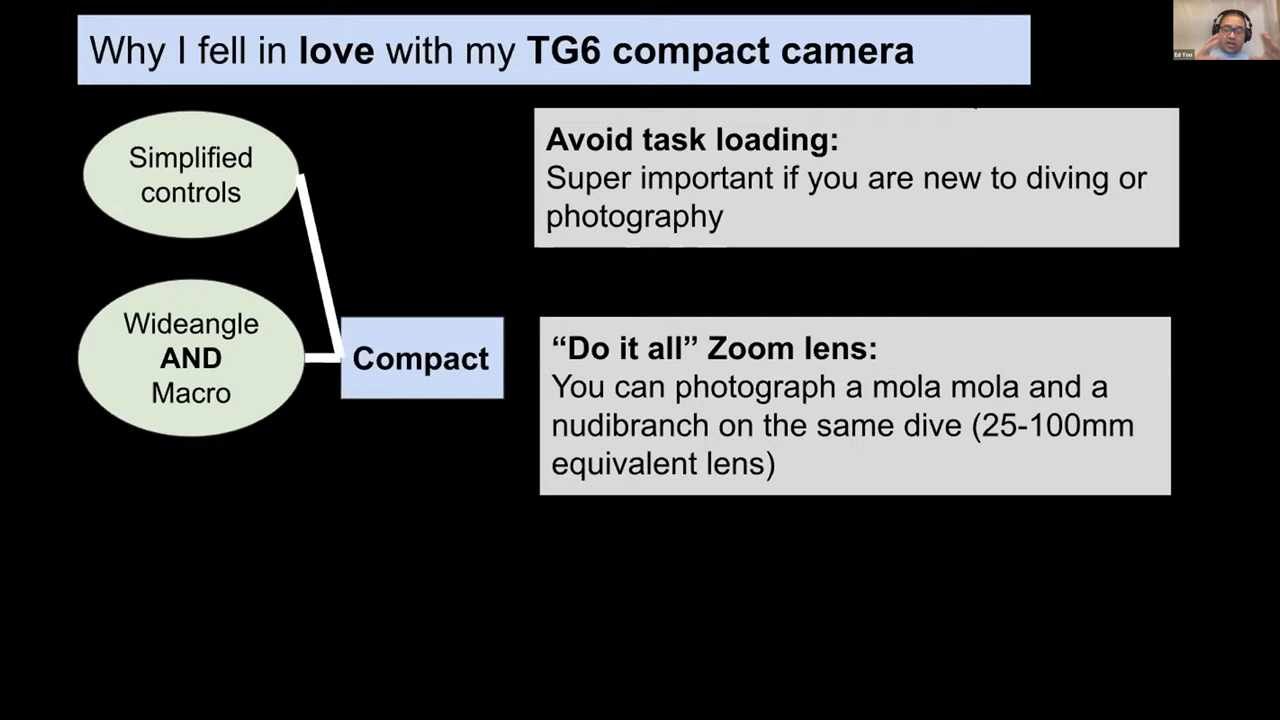 Why I fell in love with my TG6 compact camera
Ed Yoo
Simplified
controls
Avoid task loading:
Super important if you are new to diving or
photography
Wideangle
AND
Macro
Compact
“Do it all” Zoom lens:
You can photograph a mola mola and a
nudibranch on the same dive (25-100mm
equivalent lens)